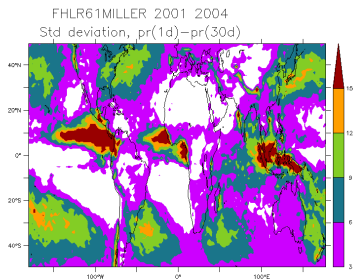 FHLR61MILLER 2001 2004
Std deviation, pr(1d)-pr(30d)
40°N
20°N
0°
20°S
40°S
100°W
0°
100°E
15
12
9
6
3